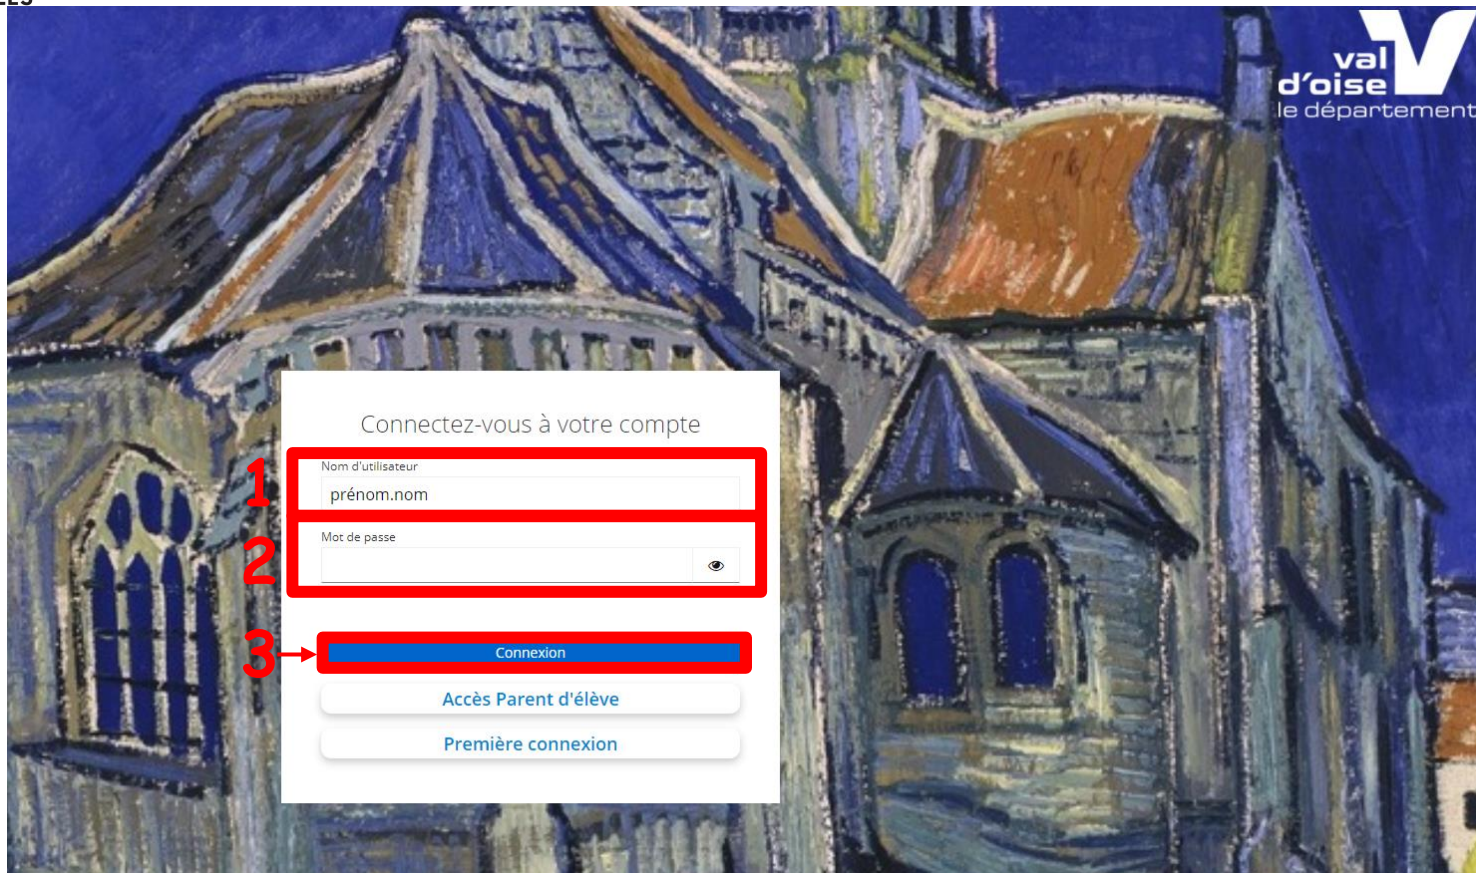 val
d'oise
le département
Connectez-vous à votre compte
1
Nom d'utilisateur
prénom.nom
2
Mot de passe
3
Connexion
Accès Parent d'élève
Première connexion